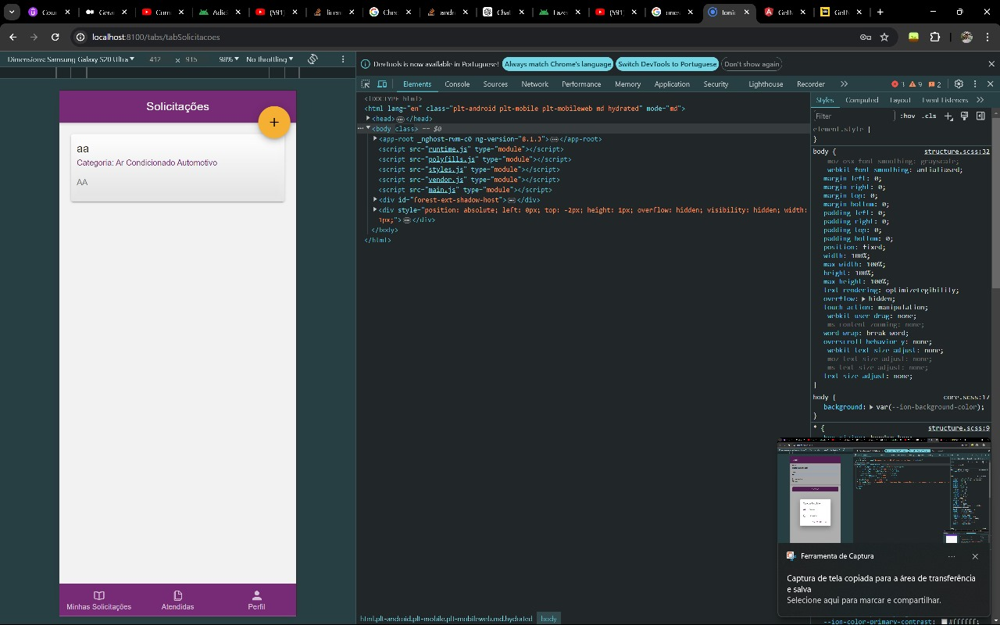 Cour
Gera
Curr
Adici
(591)
licen
Chec
andr
Chat
Fazer
(591)
ones
Ionic
GetN
GetN
localhost:8100/tabs/tabSolicitacoes
Dimensions: Samsung Galaxy S20 Ultra ▼ 412 × 915 98% ▼ No throttling ▼
DevTools is now available in Portuguese! Always match Chrome's language Switch DevTools to Portuguese Don't show again
Elements Console Sources Network Performance Memory Application Security Lighthouse Recorder 3 9 2
Solicitações
+
aa
Categoria: Ar Condicionado Automotivo
AA
Minhas Solicitações Atendidas Perfil
<!DOCTYPE html>
<html lang="en" class="plt-android plt-mobile plt-mobileweb md hydrated" mode="md">
<head>⋯</head>
<body class> == $0
<app-root _nghost-rwm-c0 ng-version="8.1.3">⋯</app-root>
<script src="runtime.js" type="module"></script>
<script src="polyfills.js" type="module"></script>
<script src="styles.js" type="module"></script>
<script src="vendor.js" type="module"></script>
<script src="main.js" type="module"></script>
<div id="forest-ext-shadow-host">⋯</div>
<div style="position: absolute; left: 0px; top: -2px; height: 1px; overflow: hidden; visibility: hidden; width:
1px;">⋯</div>
</body>
</html>
html.plt-android.plt-mobile.plt-mobileweb.md.hydrated body
Styles Computed Layout Event Listeners
Filter :hov .cls
element.style {
body { structure.scss:32
-moz-osx-font-smoothing: grayscale;
-webkit-font-smoothing: antialiased;
margin-left: 0;
margin-right: 0;
margin-top: 0;
margin-bottom: 0;
padding-left: 0;
padding-right: 0;
padding-top: 0;
padding-bottom: 0;
position: fixed;
width: 100%;
max-width: 100%;
height: 100%;
max-height: 100%;
text-rendering: optimizeLegibility;
overflow: hidden;
touch-action: manipulation;
-webkit-user-drag: none;
-ms-content-zooming: none;
word-wrap: break-word;
overscroll-behavior-y: none;
-webkit-text-size-adjust: none;
-moz-text-size-adjust: none;
-ms-text-size-adjust: none;
text-size-adjust: none;
}
body { core.scss:17
background: var(--ion-background-color);
}
* { structure.scss:9
Ferramenta de Captura
Captura de tela copiada para a área de transferência
e salva
Selecione aqui para marcar e compartilhar.
--ion-color-primary-contrast: #ffffff;